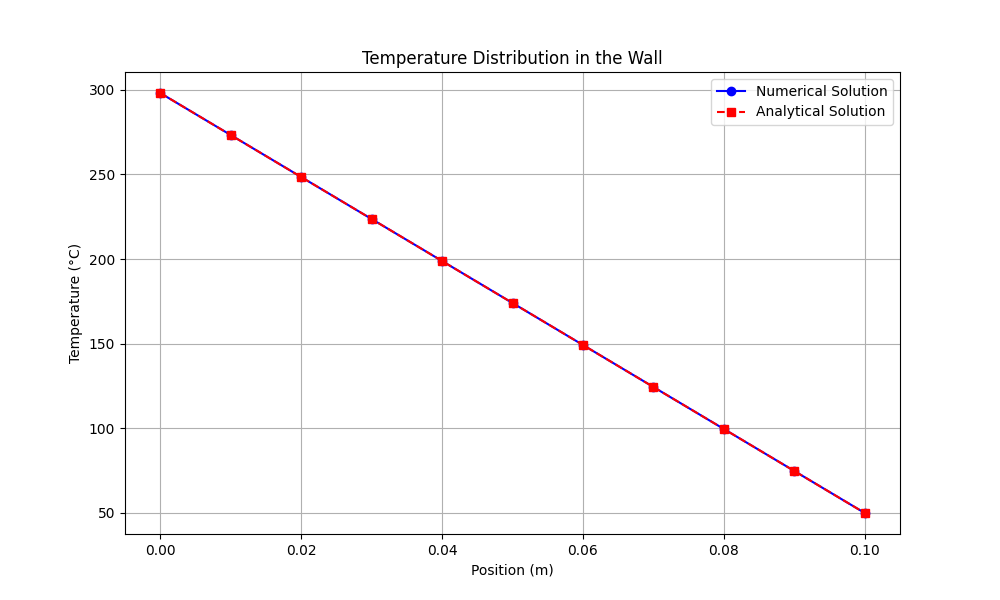 Temperature Distribution in the Wall
Numerical Solution
Analytical Solution
Temperature (°C)
300
250
200
150
100
50
0.00 0.02 0.04 0.06 0.08 0.10
Position (m)